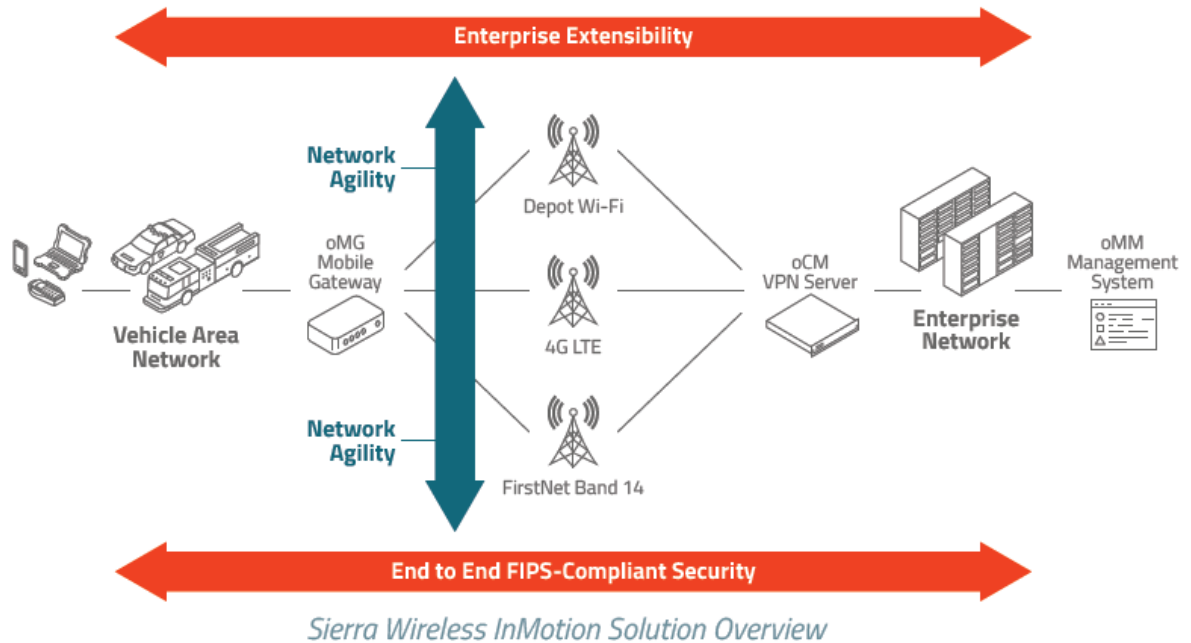 Enterprise Extensibility
Network
Agility
Depot Wi-Fi
oMG
Mobile
Gateway
Vehicle Area
Network
4G LTE
oCM
VPN Server
Enterprise
Network
oMM
Management
System
Network
Agility
FirstNet Band 14
End to End FIPS-Compliant Security
Sierra Wireless InMotion Solution Overview